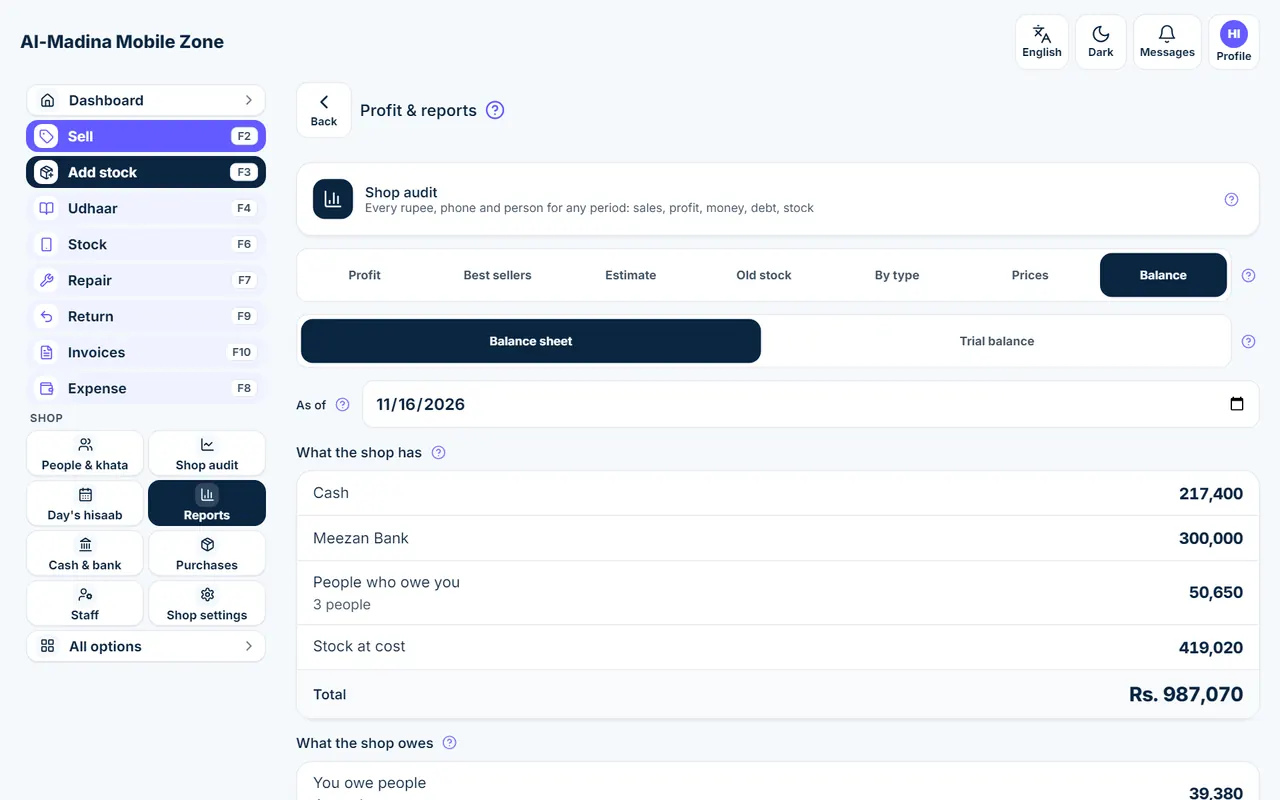 Al-Madina Mobile Zone
English
Dark
Messages
HI
Profile
Dashboard
Sell F2
Add stock F3
Udhaar F4
Stock F6
Repair F7
Return F9
Invoices F10
Expense F8
SHOP
People & khata
Shop audit
Day's hisaab
Reports
Cash & bank
Purchases
Staff
Shop settings
All options
Back
Profit & reports
Shop audit
Every rupee, phone and person for any period: sales, profit, money, debt, stock
Profit
Best sellers
Estimate
Old stock
By type
Prices
Balance
Balance sheet
Trial balance
As of
11/16/2026
What the shop has
Cash 217,400
Meezan Bank 300,000
People who owe you 50,650
3 people
Stock at cost 419,020
Total Rs. 987,070
What the shop owes
You owe people 39,380